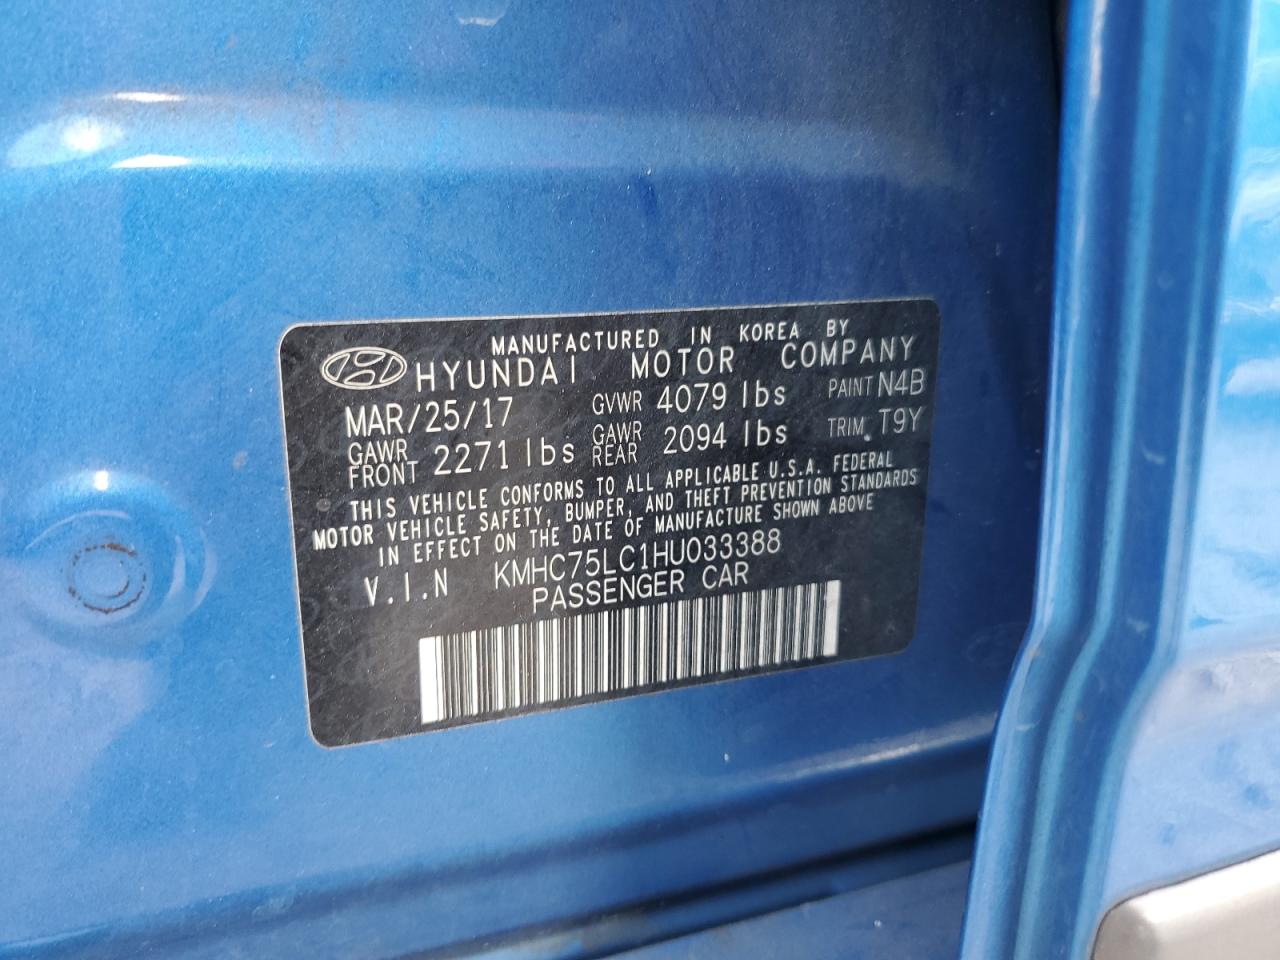 MANUFACTURED IN KOREA BY
HYUNDAI MOTOR COMPANY
MAR/25/17 GVWR 4079 lbs PAINT N4B
GAWR FRONT 2271 lbs GAWR REAR 2094 lbs TRIM T9Y
THIS VEHICLE CONFORMS TO ALL APPLICABLE U.S.A. FEDERAL
MOTOR VEHICLE SAFETY, BUMPER, AND THEFT PREVENTION STANDARDS
IN EFFECT ON THE DATE OF MANUFACTURE SHOWN ABOVE
V.I.N KMHC75LC1HU033388
PASSENGER CAR